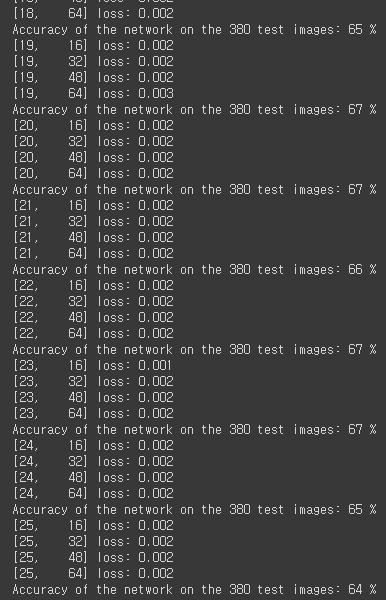 [18,    64] loss: 0.002
Accuracy of the network on the 380 test images: 65 %
[19,    16] loss: 0.002
[19,    32] loss: 0.002
[19,    48] loss: 0.002
[19,    64] loss: 0.003
Accuracy of the network on the 380 test images: 67 %
[20,    16] loss: 0.002
[20,    32] loss: 0.002
[20,    48] loss: 0.002
[20,    64] loss: 0.002
Accuracy of the network on the 380 test images: 67 %
[21,    16] loss: 0.002
[21,    32] loss: 0.002
[21,    48] loss: 0.002
[21,    64] loss: 0.002
Accuracy of the network on the 380 test images: 66 %
[22,    16] loss: 0.002
[22,    32] loss: 0.002
[22,    48] loss: 0.002
[22,    64] loss: 0.002
Accuracy of the network on the 380 test images: 67 %
[23,    16] loss: 0.001
[23,    32] loss: 0.002
[23,    48] loss: 0.002
[23,    64] loss: 0.002
Accuracy of the network on the 380 test images: 67 %
[24,    16] loss: 0.002
[24,    32] loss: 0.002
[24,    48] loss: 0.002
[24,    64] loss: 0.002
Accuracy of the network on the 380 test images: 65 %
[25,    16] loss: 0.002
[25,    32] loss: 0.002
[25,    48] loss: 0.002
[25,    64] loss: 0.002
Accuracy of the network on the 380 test images: 64 %